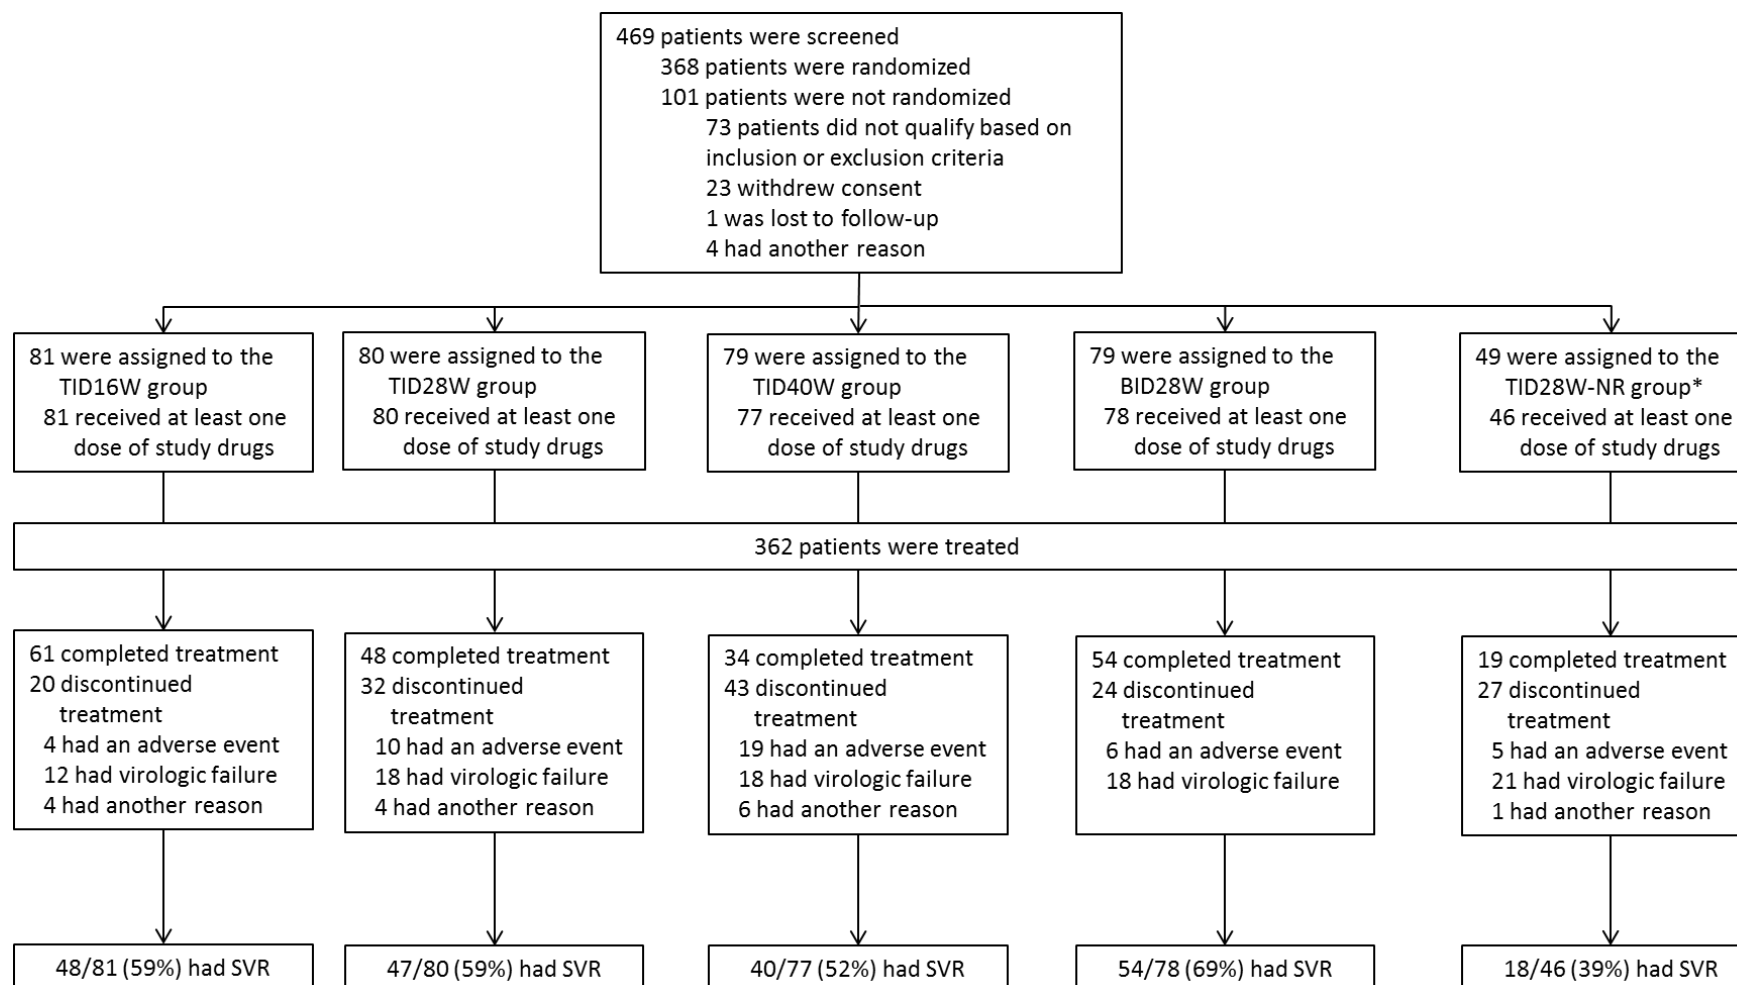 469 patients were screened
368 patients were randomized
101 patients were not randomized
73 patients did not qualify based on
inclusion or exclusion criteria
23 withdrew consent
1 was lost to follow-up
4 had another reason
81 were assigned to the
TID16W group
81 received at least one
dose of study drugs
80 were assigned to the
TID28W group
80 received at least one
dose of study drugs
79 were assigned to the
TID40W group
77 received at least one
dose of study drugs
79 were assigned to the
BID28W group
78 received at least one
dose of study drugs
49 were assigned to the
TID28W-NR group*
46 received at least one
dose of study drugs
362 patients were treated
61 completed treatment
20 discontinued
treatment
4 had an adverse event
12 had virologic failure
4 had another reason
48 completed treatment
32 discontinued
treatment
10 had an adverse event
18 had virologic failure
4 had another reason
34 completed treatment
43 discontinued
treatment
19 had an adverse event
18 had virologic failure
6 had another reason
54 completed treatment
24 discontinued
treatment
6 had an adverse event
18 had virologic failure
19 completed treatment
27 discontinued
treatment
5 had an adverse event
21 had virologic failure
1 had another reason
48/81 (59%) had SVR
47/80 (59%) had SVR
40/77 (52%) had SVR
54/78 (69%) had SVR
18/46 (39%) had SVR